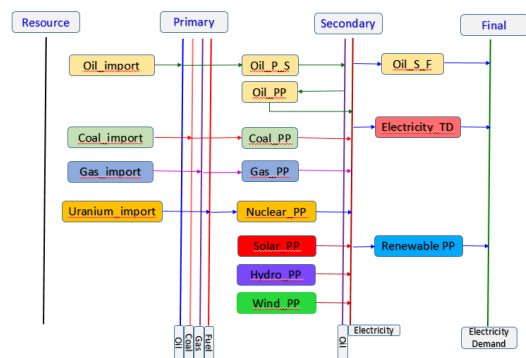 Resource
Primary
Secondary
Final
Oil_import
Oil_P_S
Oil_S_F
Oil_PP
Electricity_TD
Coal_import
Coal_PP
Gas_import
Gas_PP
Uranium_import
Nuclear_PP
Solar_PP
Renewable PP
Hydro_PP
Wind_PP
Oil
Coal
Gas
Fuel
Oil
Electricity
Electricity
Demand